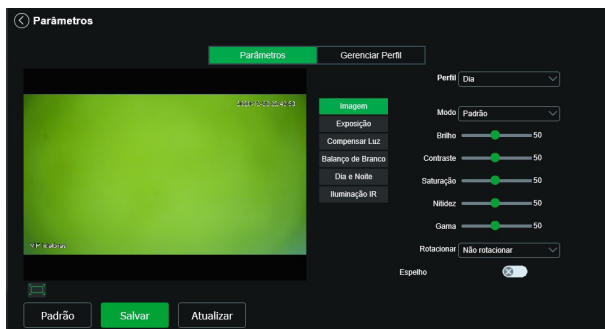 Parâmetros
Parâmetros Gerenciar Perfil
Perfil Dia
Imagem
Exposição
Compensar Luz
Balanço de Branco
Dia e Noite
Iluminação IR
Modo Padrão
Brilho 50
Contraste 50
Saturação 50
Nitidez 50
Gama 50
Rotacionar Não rotacionar
Espelho
Padrão Salvar Atualizar